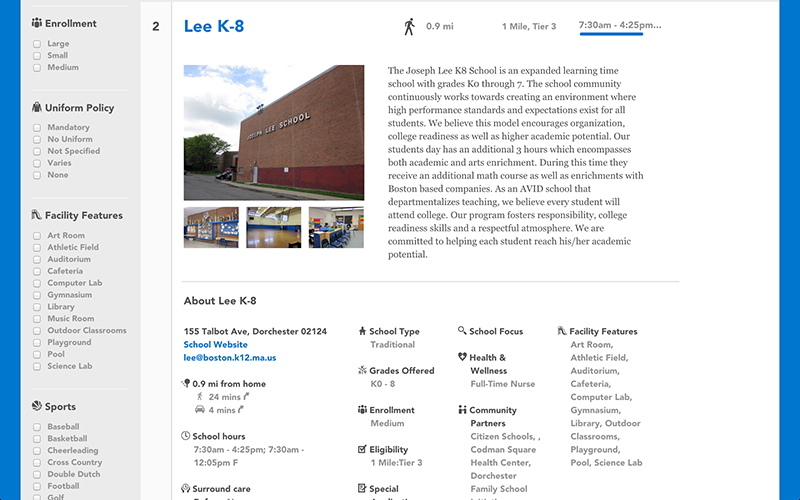 Enrollment
Large
Small
Medium
Uniform Policy
Mandatory
No Uniform
Not Specified
Varies
None
Facility Features
Art Room
Athletic Field
Auditorium
Cafeteria
Computer Lab
Gymnasium
Library
Music Room
Outdoor Classrooms
Playground
Pool
Science Lab
Sports
Baseball
Basketball
Cheerleading
Cross Country
Double Dutch
Football
Golf
2 Lee K-8 0.9 mi 1 Mile, Tier 3 7:30am - 4:25pm...
JOSEPH LEE SCHOOL
The Joseph Lee K8 School is an expanded learning time
school with grades K0 through 7. The school community
continuously works towards creating an environment where
high performance standards and expectations exist for all
students. We believe this model encourages organization,
college readiness as well as higher academic potential. Our
students day has an additional 3 hours which encompasses
both academic and arts enrichment. During this time they
receive an additional math course as well as enrichments with
Boston based companies. As an AVID school that
departmentalizes teaching, we believe every student will
attend college. Our program fosters responsibility, college
readiness skills and a respectful atmosphere. We are
committed to helping each student reach his/her academic
potential.
About Lee K-8
155 Talbot Ave, Dorchester 02124
School Website
lee@boston.k12.ma.us
0.9 mi from home
24 mins
4 mins
School hours
7:30am - 4:25pm; 7:30am -
12:05pm F
Surround care
School Type
Traditional
Grades Offered
K0 - 8
Enrollment
Medium
Eligibility
1 Mile:Tier 3
Special
School Focus
Health &
Wellness
Full-Time Nurse
Community
Partners
Citizen Schools, ,
Codman Square
Health Center,
Dorchester
Family School
Facility Features
Art Room,
Athletic Field,
Auditorium,
Cafeteria,
Computer Lab,
Gymnasium,
Library, Outdoor
Classrooms,
Playground,
Pool, Science Lab